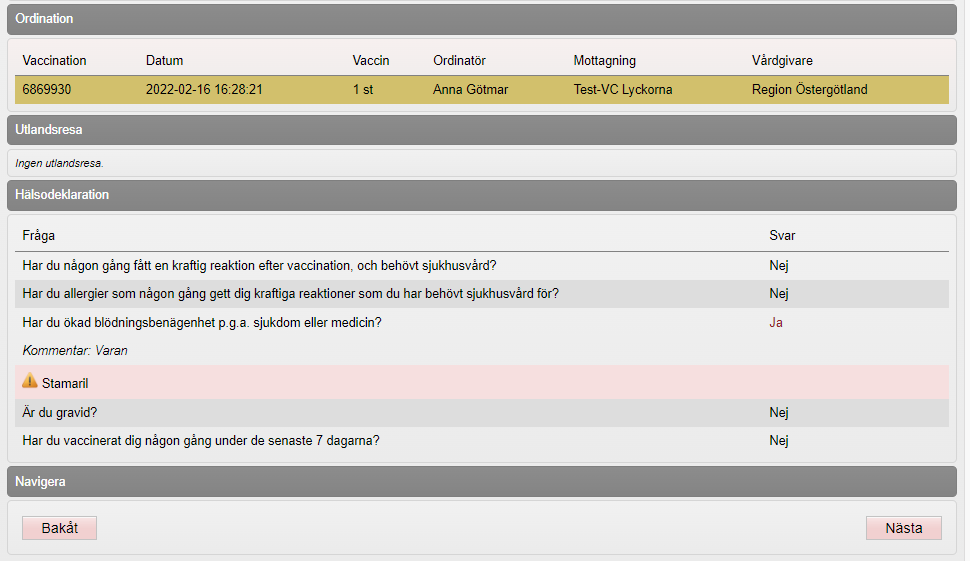 Ordination
Vaccination Datum Vaccin Ordinatör Mottagning Vårdgivare
6869930 2022-02-16 16:28:21 1 st Anna Götmar Test-VC Lyckorna Region Östergötland
Utlandsresa
Ingen utlandsresa.
Hälsodeklaration
Fråga Svar
Har du någon gång fått en kraftig reaktion efter vaccination, och behövt sjukhusvård? Nej
Har du allergier som någon gång gett dig kraftiga reaktioner som du har behövt sjukhusvård för? Nej
Har du ökad blödningsbenägenhet p.g.a. sjukdom eller medicin? Ja
Kommentar: Varan
Stamaril
Är du gravid? Nej
Har du vaccinerat dig någon gång under de senaste 7 dagarna? Nej
Navigera
Bakåt Nästa